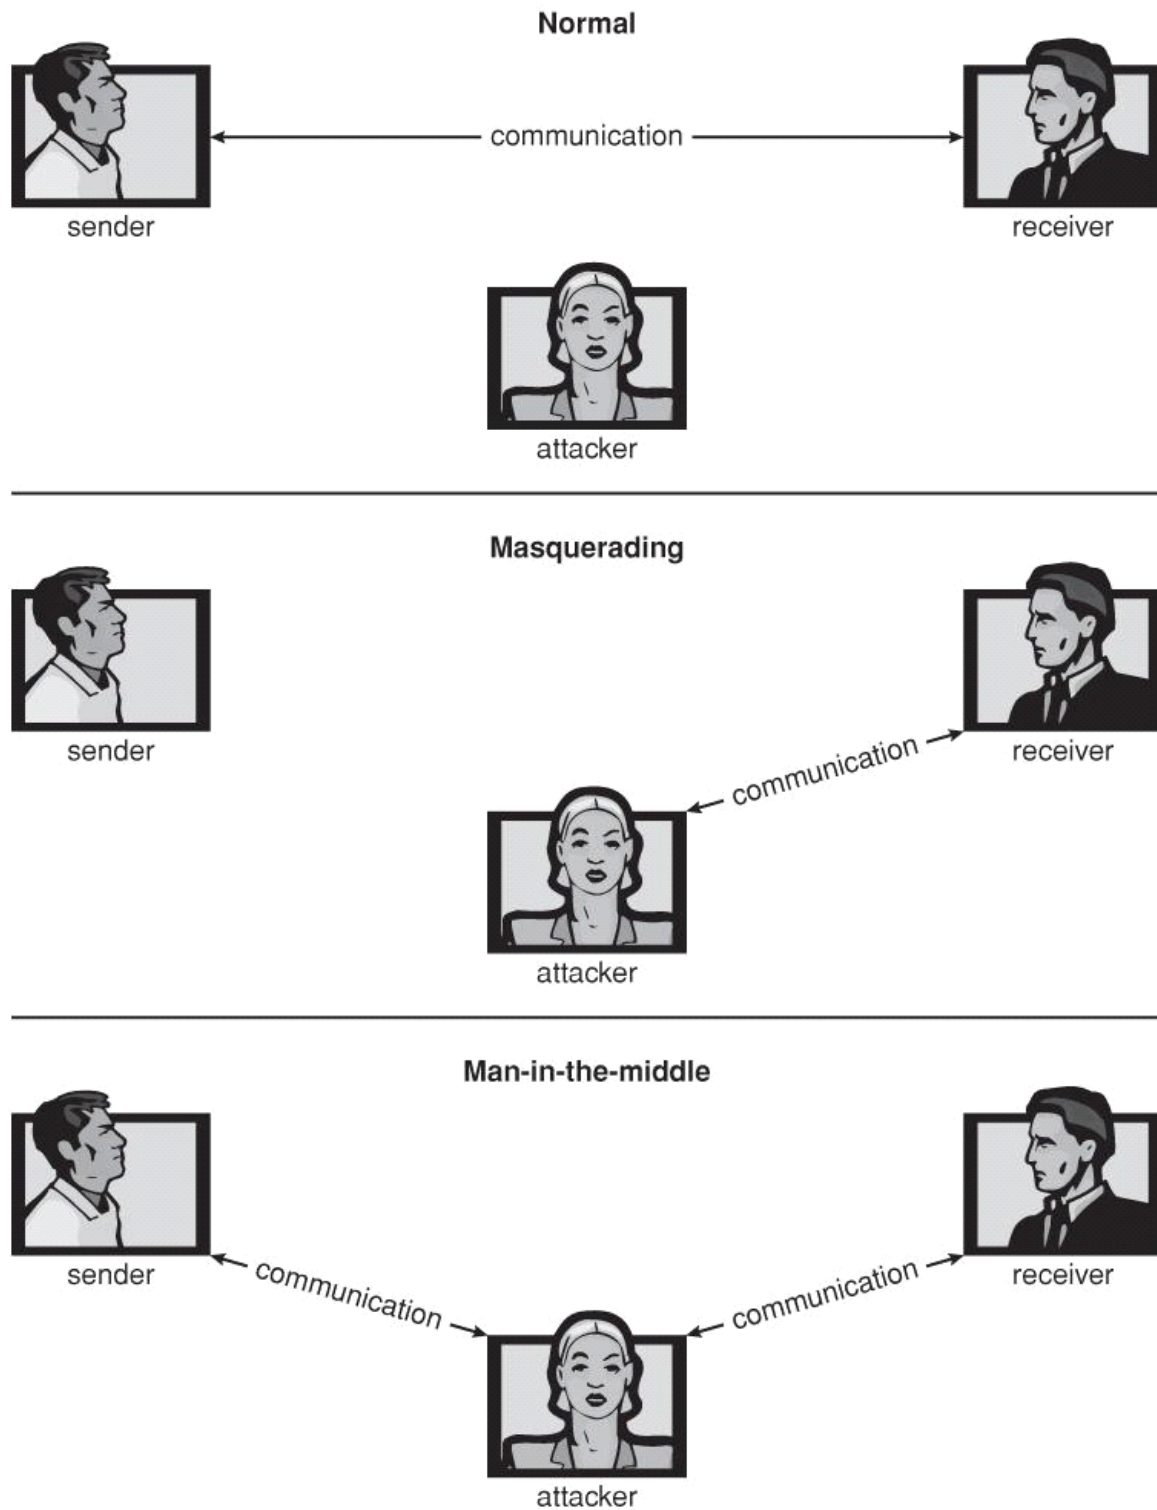 Normal
communication
sender
receiver
attacker
Masquerading
sender
receiver
communication
attacker
Man-in-the-middle
sender
receiver
communication
communication
attacker